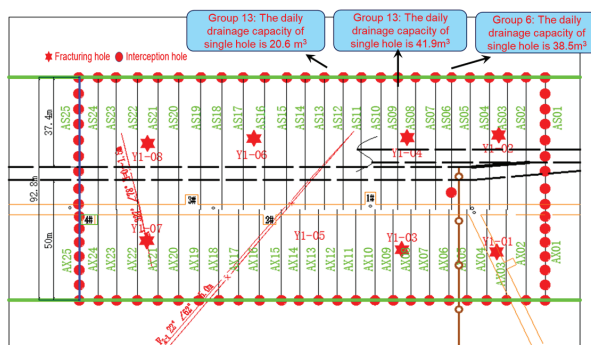 Group 13: The daily
drainage capacity of
single hole is 20.6 m³
Group 13: The daily
drainage capacity of
single hole is 41.9m³
Group 6: The daily
drainage capacity of
single hole is 38.5m³
Fracturing hole
Interception hole
37.4m
92.8m
50m
AS25
AS24
AS23
AS22
AS21
AS20
AS19
AS18
AS17
AS16
AS15
AS14
AS13
AS12
AS11
AS10
AS09
AS08
AS07
AS06
AS05
AS04
AS03
AS02
AS01
Y1-08
Y1-06
Y1-04
Y1-02
3#
1#
4#
2#
Y1-07
Y1-05
Y1-03
Y1-01
AX25
AX24
AX23
AX22
AX21
AX20
AX19
AX18
AX17
AX16
AX15
AX14
AX13
AX12
AX11
AX10
AX09
AX08
AX07
AX06
AX05
AX04
AX03
AX02
AX01